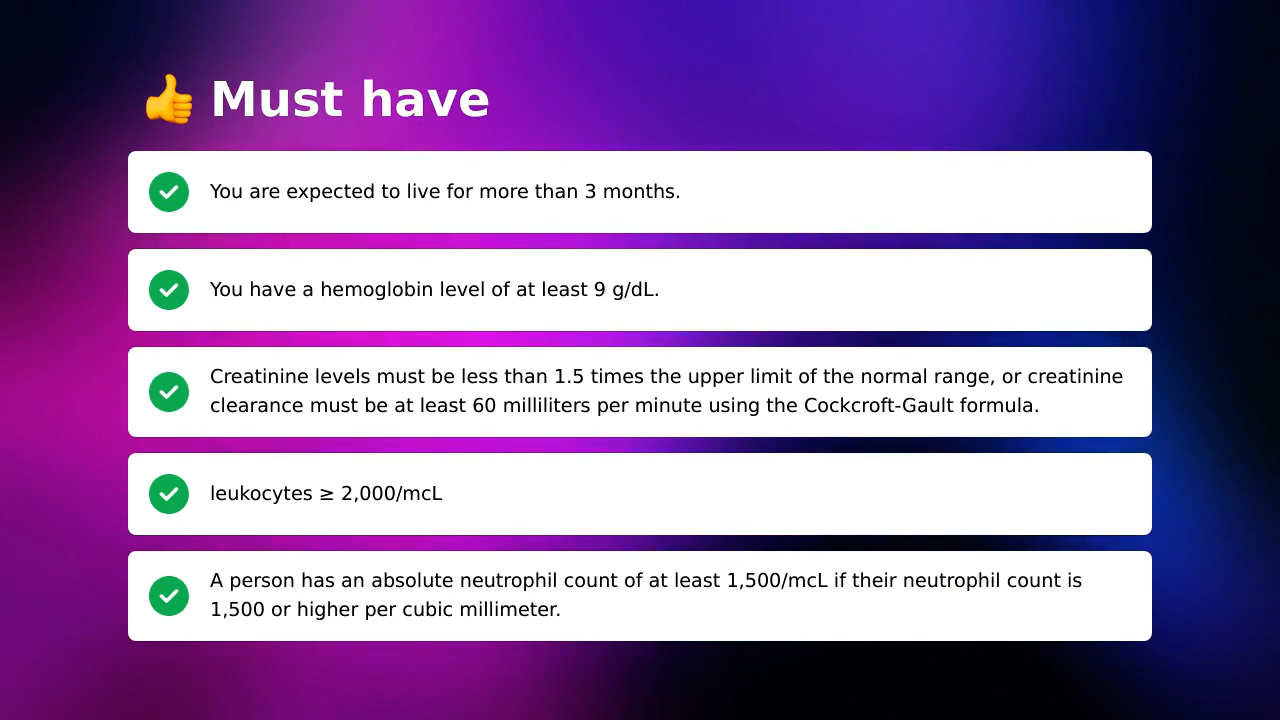 👍 Must have
You are expected to live for more than 3 months.
You have a hemoglobin level of at least 9 g/dL.
Creatinine levels must be less than 1.5 times the upper limit of the normal range, or creatinine
clearance must be at least 60 milliliters per minute using the Cockcroft-Gault formula.
leukocytes ≥ 2,000/mcL
A person has an absolute neutrophil count of at least 1,500/mcL if their neutrophil count is
1,500 or higher per cubic millimeter.